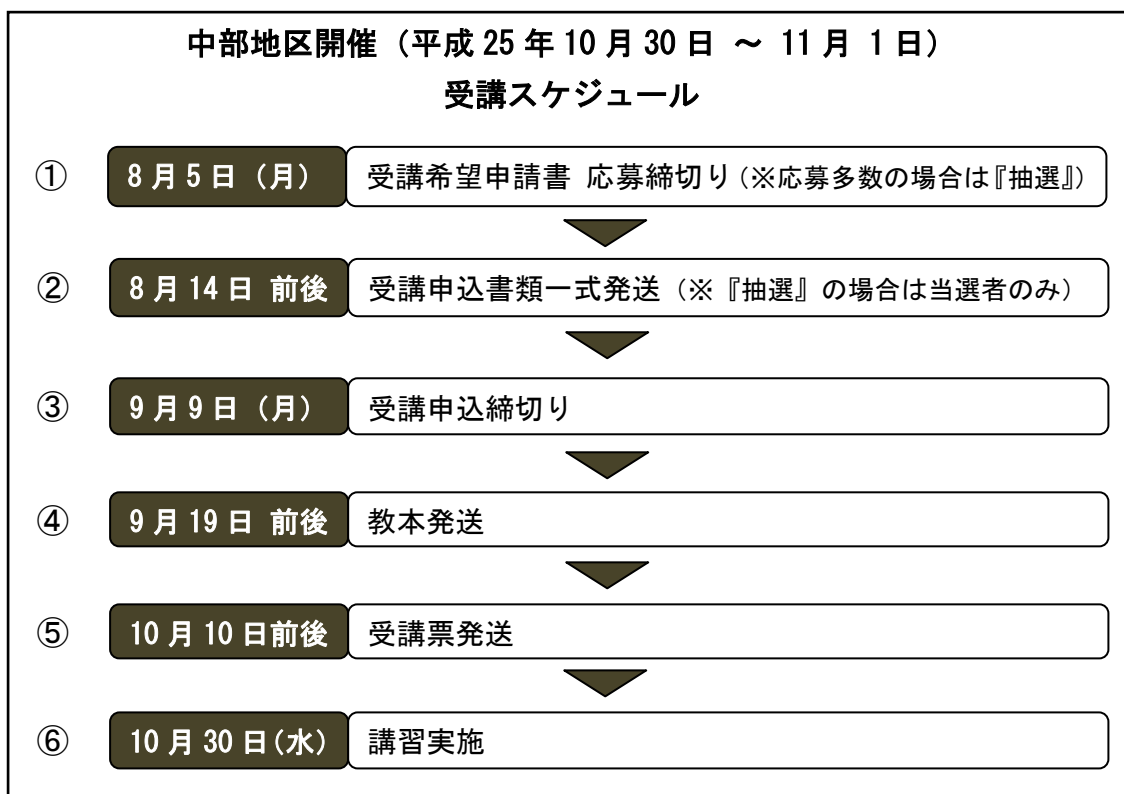 中部地区開催（平成 25 年 10 月 30 日 ～ 11 月 1 日）
受講スケジュール
① 8 月 5 日（月） 受講希望申請書 応募締切り（※応募多数の場合は『抽選』）
② 8 月 14 日 前後 受講申込書類一式発送（※『抽選』の場合は当選者のみ）
③ 9 月 9 日（月） 受講申込締切り
④ 9 月 19 日 前後 教本発送
⑤ 10 月 10 日前後 受講票発送
⑥ 10 月 30 日（水） 講習実施